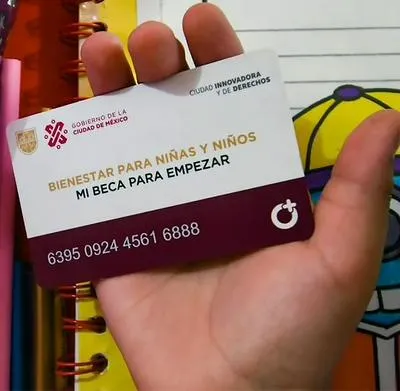 CIUDAD INNOVADORA
Y DE DERECHOS
GOBIERNO DE LA
CIUDAD DE MÉXICO
BIENESTAR PARA NIÑAS Y NIÑOS
MI BECA PARA EMPEZAR
6395 0924 4561 6888